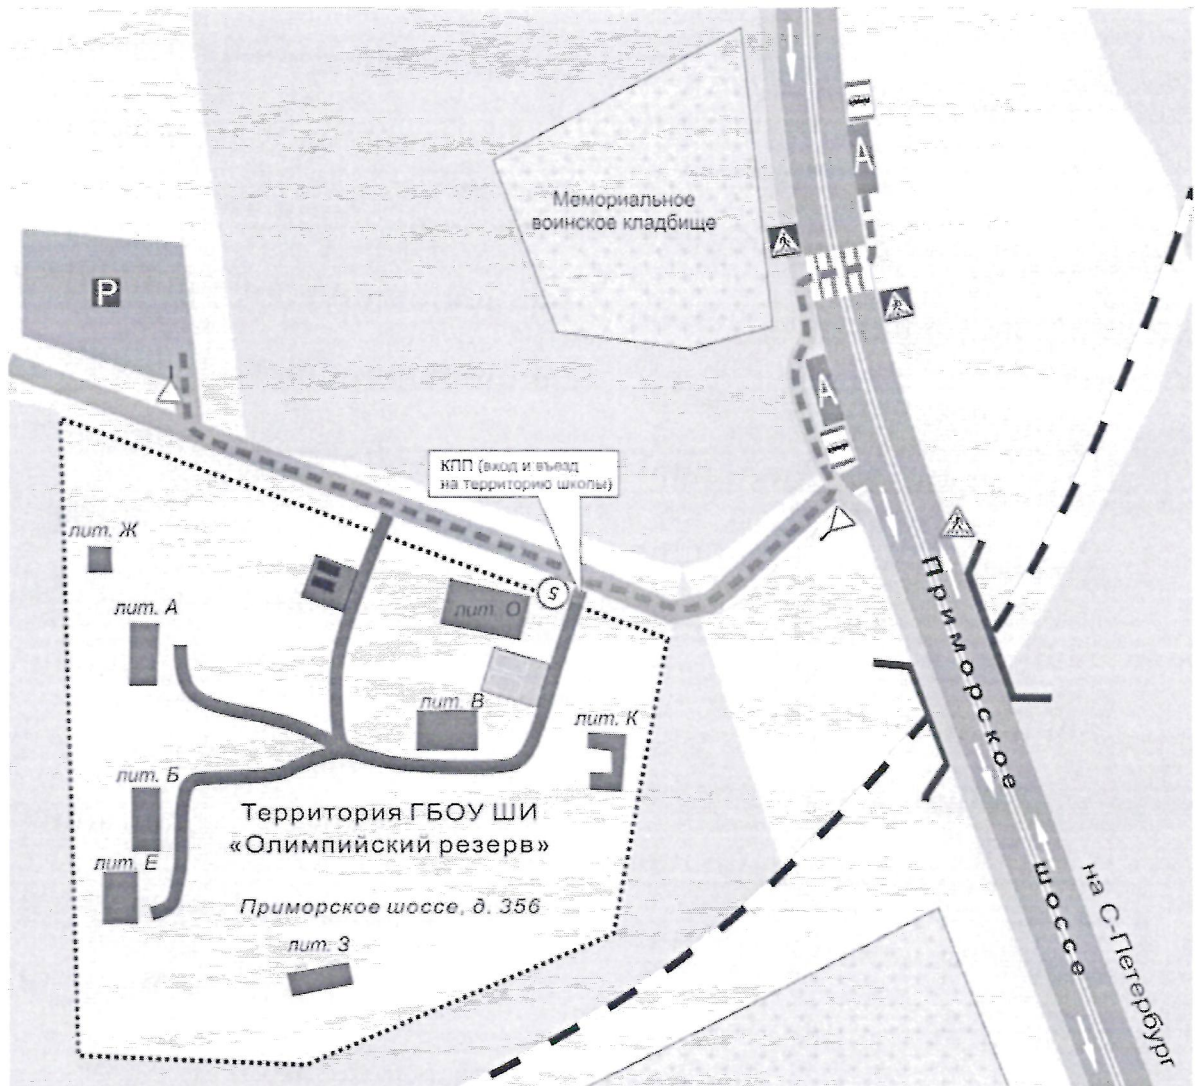 А
Мемориальное
воинское кладбище
Р
А
КПП (вход и въезд
на территорию школы)
лит. Ж
5
лит. А
лит. О
лит. В
лит. К
лит. Б
Территория ГБОУ ШИ
«Олимпийский резерв»
лит. Е
Приморское шоссе, д. 356
лит. З
Приморское
шоссе
на С-Петербург